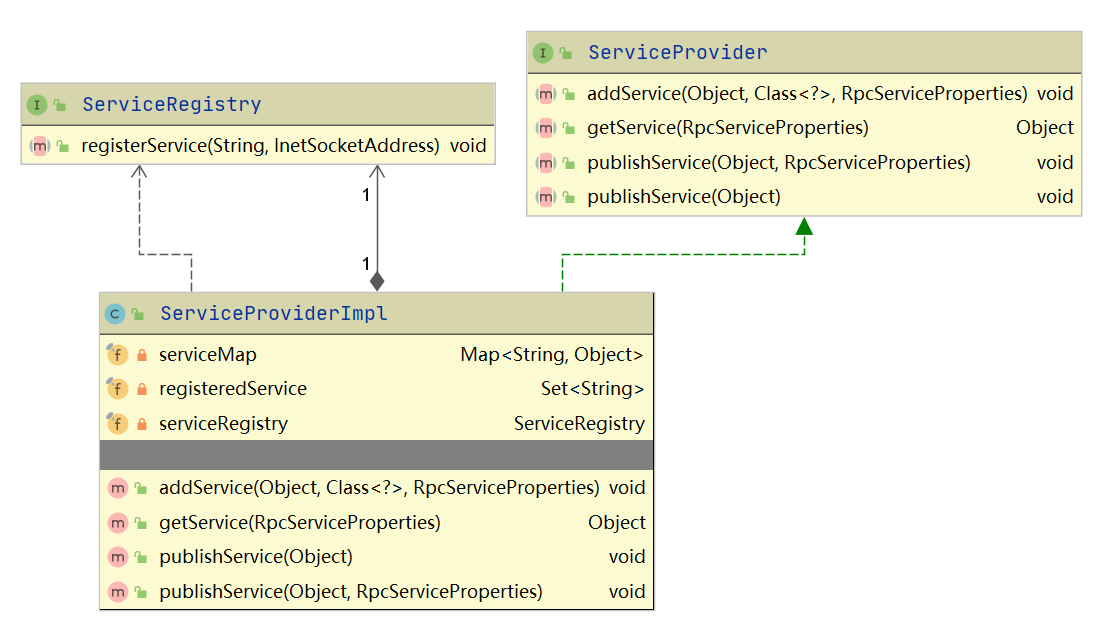 ServiceProvider
addService(Object, Class<?>, RpcServiceProperties) void
getService(RpcServiceProperties) Object
publishService(Object, RpcServiceProperties) void
publishService(Object) void
ServiceRegistry
registerService(String, InetSocketAddress) void
1
1
ServiceProviderImpl
serviceMap Map<String, Object>
registeredService Set<String>
serviceRegistry ServiceRegistry
addService(Object, Class<?>, RpcServiceProperties) void
getService(RpcServiceProperties) Object
publishService(Object) void
publishService(Object, RpcServiceProperties) void